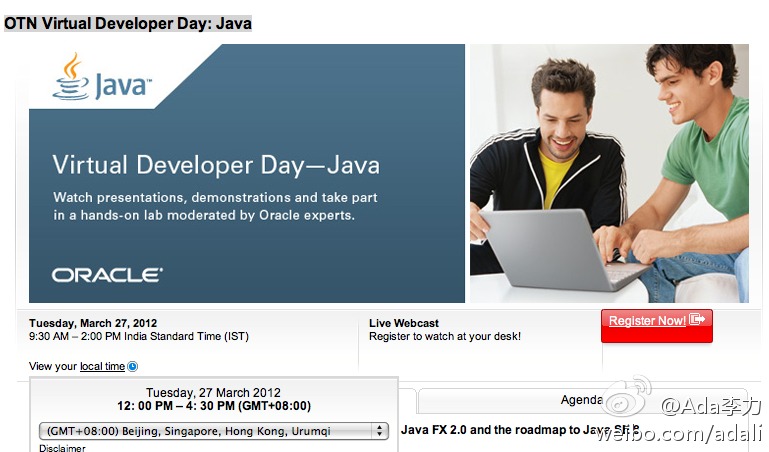 OTN Virtual Developer Day: Java
Java™
Virtual Developer Day—Java
Watch presentations, demonstrations and take part
in a hands-on lab moderated by Oracle experts.
ORACLE®
Tuesday, March 27, 2012
9:30 AM – 2:00 PM India Standard Time (IST)
Live Webcast
Register to watch at your desk!
Register Now!
View your local time
Tuesday, 27 March 2012
12: 00 PM – 4: 30 PM (GMT+08:00)
(GMT+08:00) Beijing, Singapore, Hong Kong, Urumqi
Disclaimer
Agenda
Java FX 2.0 and the roadmap to Java
@Ada李力
weibo.com/adali